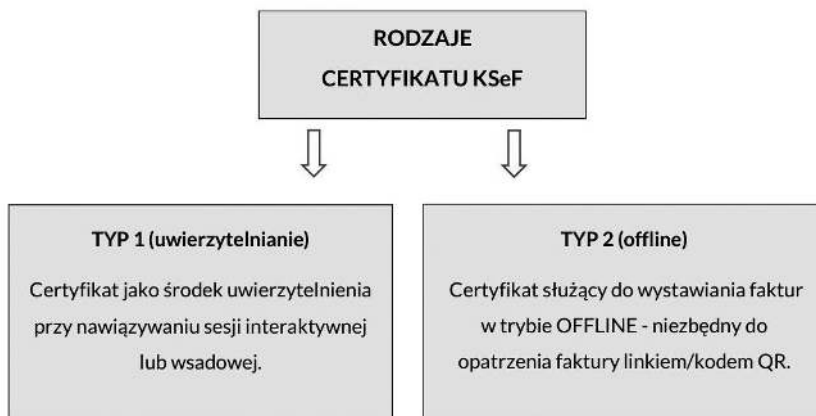 RODZAJE
CERTYFIKATU KSeF
TYP 1 (uwierzytelnianie)
Certyfikat jako środek uwierzytelnienia
przy nawiązywaniu sesji interaktywnej
lub wsadowej.
TYP 2 (offline)
Certyfikat służący do wystawiania faktur
w trybie OFFLINE - niezbędny do
opatrzenia faktury linkiem/kodem QR.